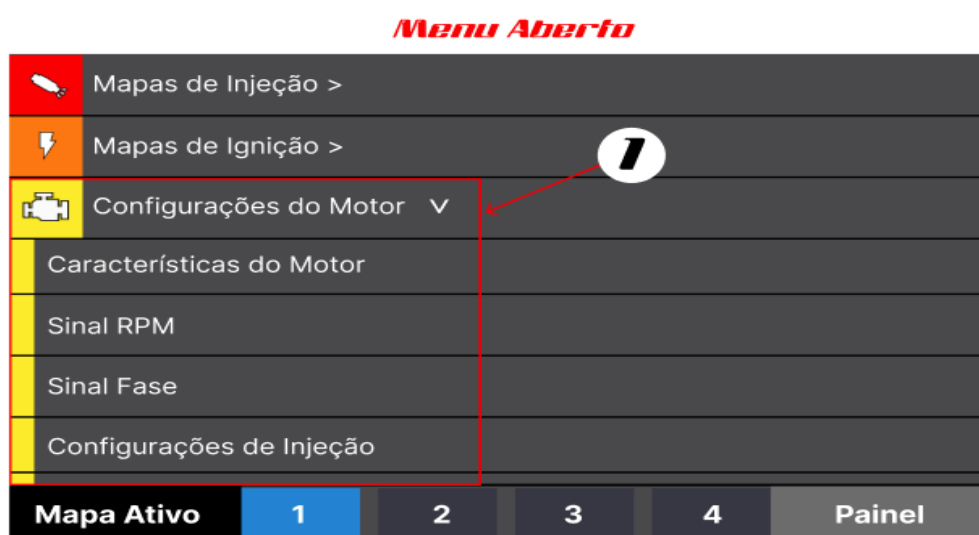 Menu Aberto
Mapas de Injeção >
Mapas de Ignição >
1
Configurações do Motor ∨
Características do Motor
Sinal RPM
Sinal Fase
Configurações de Injeção
Mapa Ativo 1 2 3 4 Painel